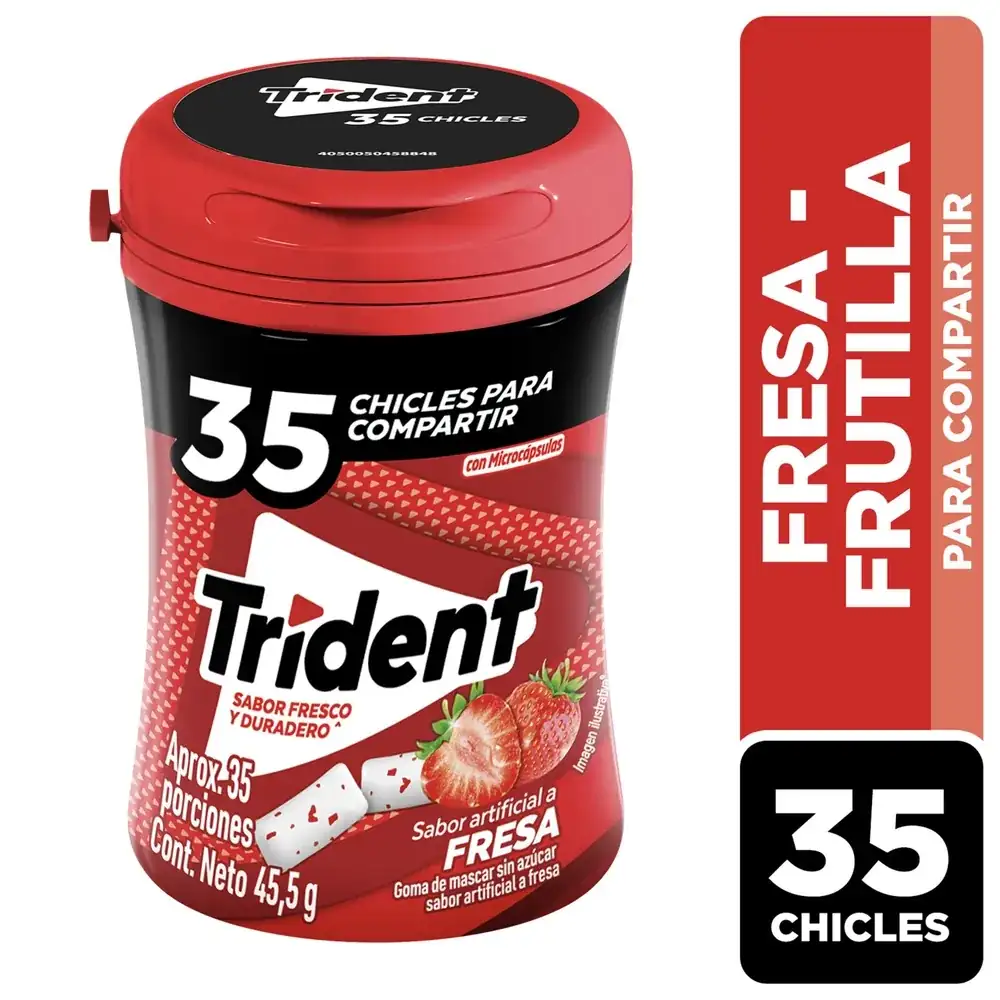 Trident
35 CHICLES
4050050458848
35
CHICLES PARA
COMPARTIR
con Microcápsulas
Trident
SABOR FRESCO
Y DURADERO^
Aprox. 35
porciones
Cont. Neto 45,5 g
Imagen ilustrativa
Sabor artificial a
FRESA
Goma de mascar sin azúcar
sabor artificial a fresa
FRESA -
FRUTILLA
PARA COMPARTIR
35
CHICLES